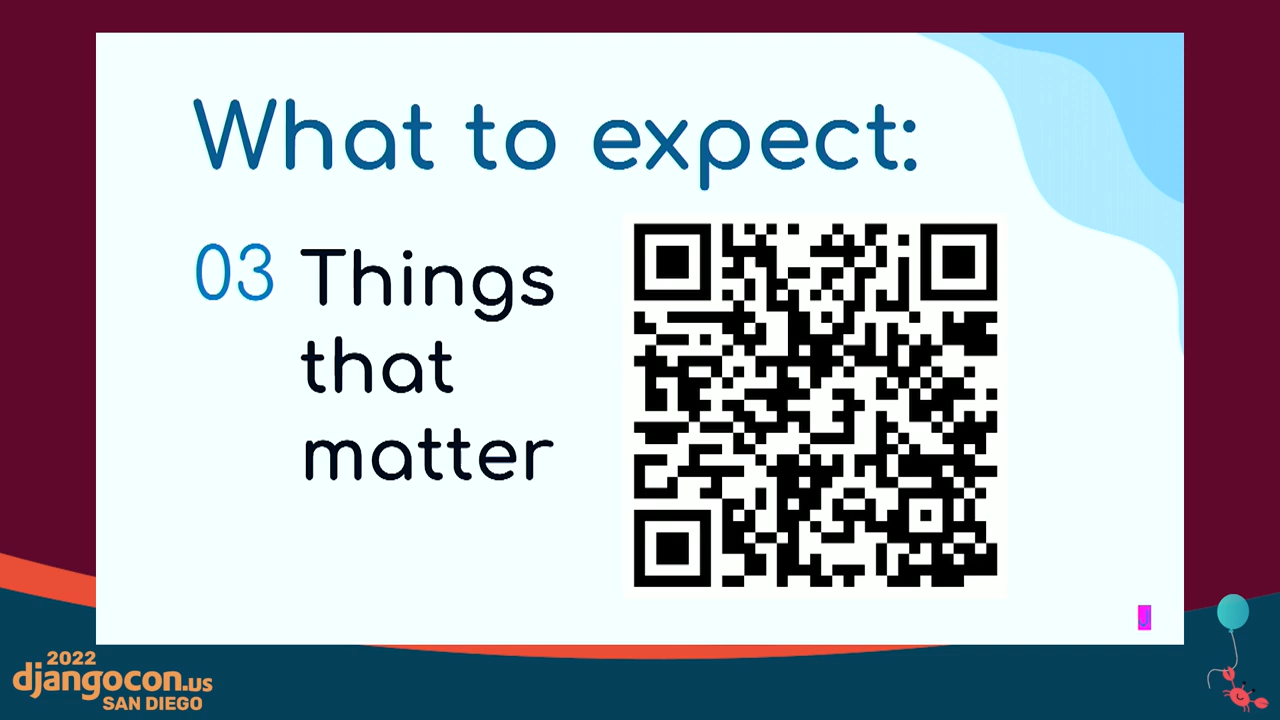 What to expect:
03 Things
that
matter
2022
djangocon.us
SAN DIEGO